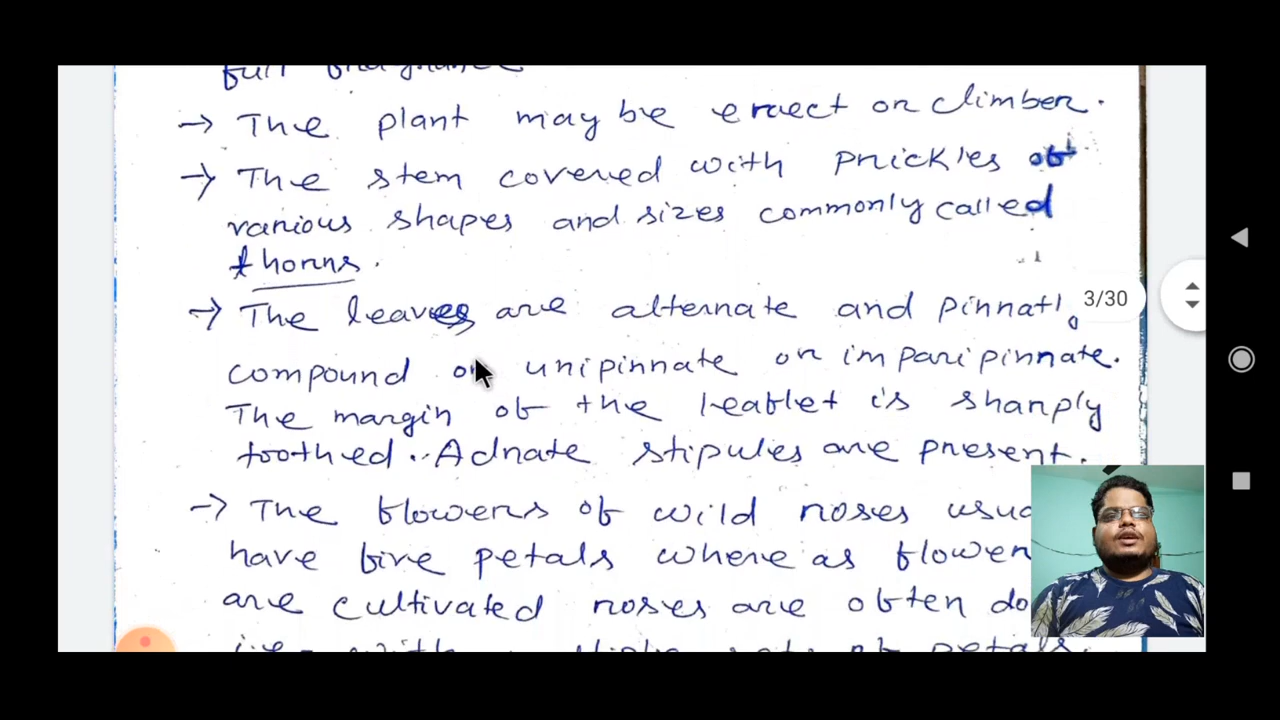 → The plant may be eraect or climber.
→ The stem covered with prickles of
various shapes and sizes commonly called
thorns.
→ The leaves are alternate and pinnatl
3/30
compound or unipinnate or imparipinnate.
The margin of the leaflet is sharply
toothed. Adnate stipules are present.
→ The flowers of wild roses usu
have five petals where as flower
are cultivated roses are often do